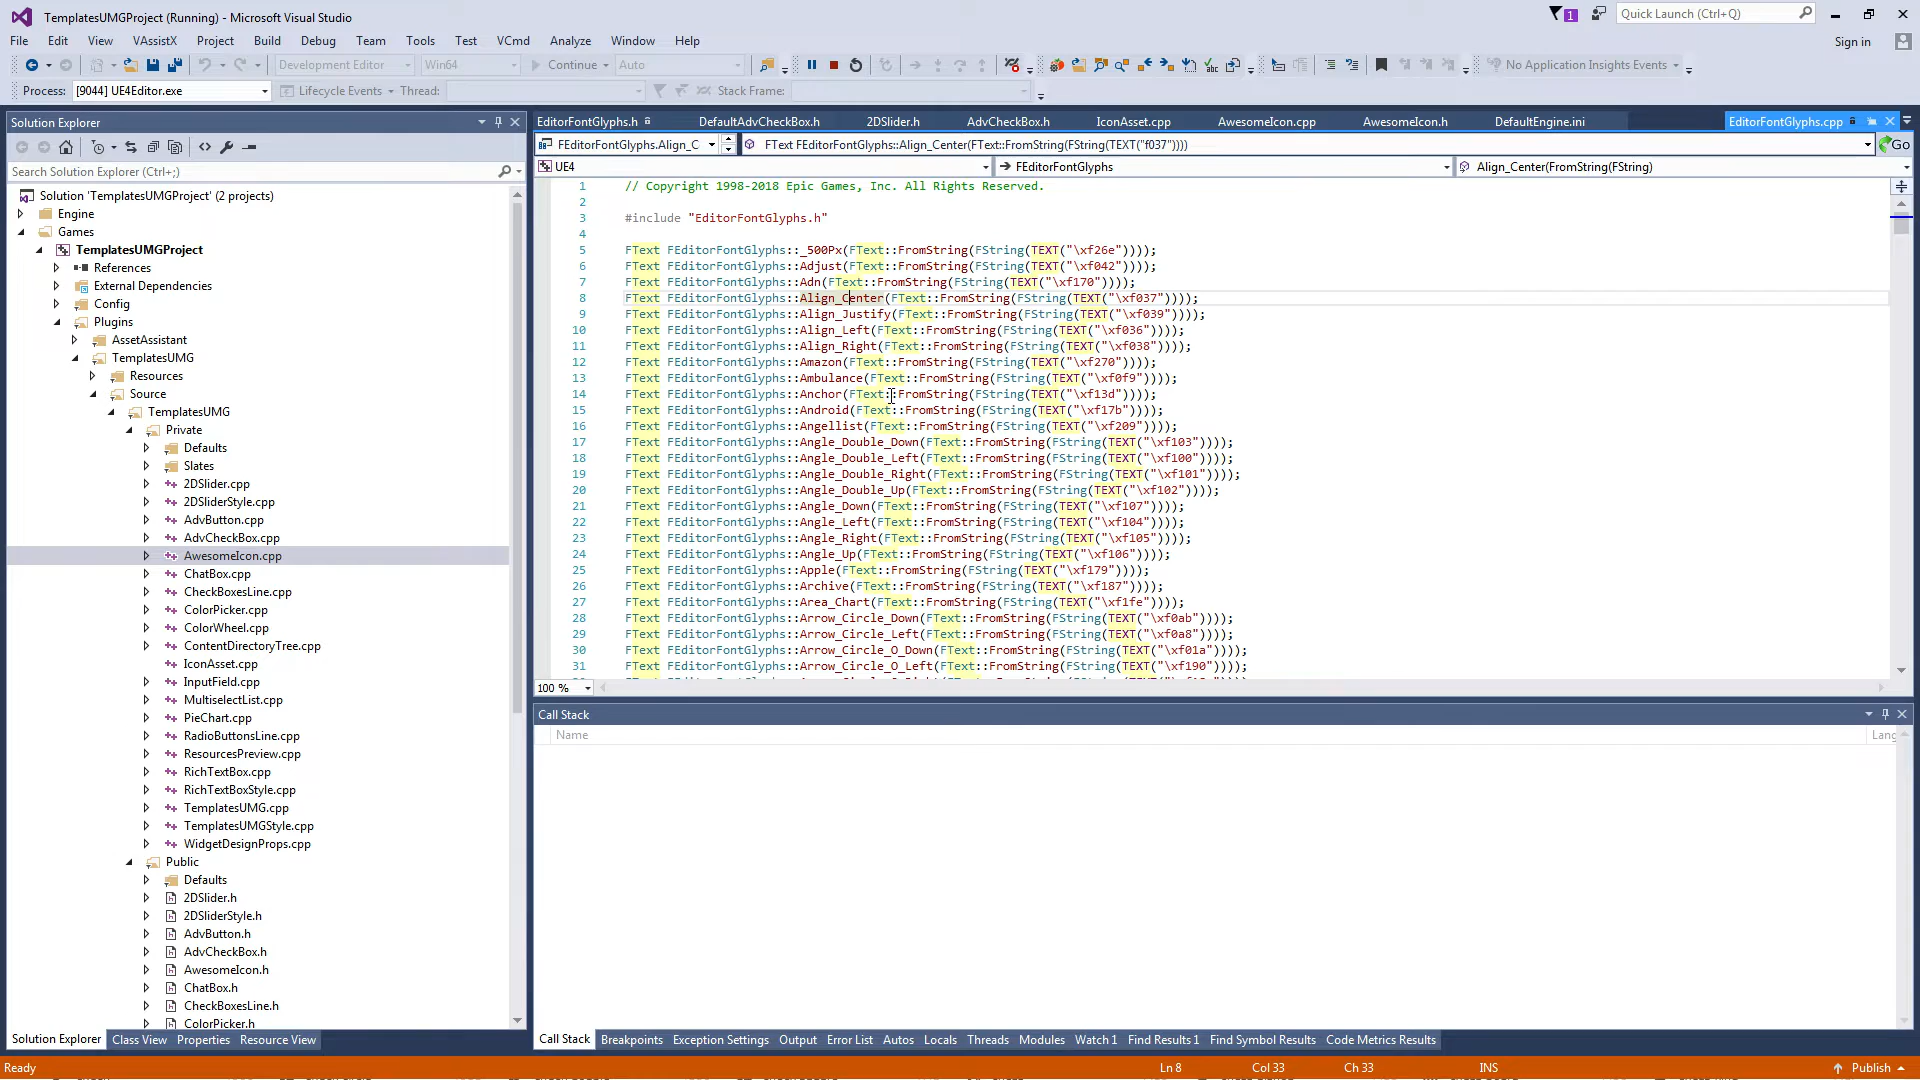 TemplatesUMGProject (Running) - Microsoft Visual Studio
1
Quick Launch (Ctrl+Q)
File Edit View VAssistX Project Build Debug Team Tools Test VCmd Analyze Window Help
Sign in
Development Editor Win64 Continue Auto No Application Insights Events
Process: [9044] UE4Editor.exe Lifecycle Events Thread: Stack Frame:
Solution Explorer
Search Solution Explorer (Ctrl+;)
Solution 'TemplatesUMGProject' (2 projects)
Engine
Games
TemplatesUMGProject
References
External Dependencies
Config
Plugins
AssetAssistant
TemplatesUMG
Resources
Source
TemplatesUMG
Private
Defaults
Slates
2DSlider.cpp
2DSliderStyle.cpp
AdvButton.cpp
AdvCheckBox.cpp
AwesomeIcon.cpp
ChatBox.cpp
CheckBoxesLine.cpp
ColorPicker.cpp
ColorWheel.cpp
ContentDirectoryTree.cpp
IconAsset.cpp
InputField.cpp
MultiselectList.cpp
PieChart.cpp
RadioButtonsLine.cpp
ResourcesPreview.cpp
RichTextBox.cpp
RichTextBoxStyle.cpp
TemplatesUMG.cpp
TemplatesUMGStyle.cpp
WidgetDesignProps.cpp
Public
Defaults
2DSlider.h
2DSliderStyle.h
AdvButton.h
AdvCheckBox.h
AwesomeIcon.h
ChatBox.h
CheckBoxesLine.h
ColorPicker.h
Solution Explorer Class View Properties Resource View
EditorFontGlyphs.h DefaultAdvCheckBox.h 2DSlider.h AdvCheckBox.h IconAsset.cpp AwesomeIcon.cpp AwesomeIcon.h DefaultEngine.ini EditorFontGlyphs.cpp
FEditorFontGlyphs.Align_C FText FEditorFontGlyphs::Align_Center(FText::FromString(FString(TEXT("f037")))) Go
UE4 FEditorFontGlyphs Align_Center(FromString(FString)
1 // Copyright 1998-2018 Epic Games, Inc. All Rights Reserved.
2
3 #include "EditorFontGlyphs.h"
4
5 FText FEditorFontGlyphs::_500Px(FText::FromString(FString(TEXT("\xf26e"))));
6 FText FEditorFontGlyphs::Adjust(FText::FromString(FString(TEXT("\xf042"))));
7 FText FEditorFontGlyphs::Adn(FText::FromString(FString(TEXT("\xf170"))));
8 FText FEditorFontGlyphs::Align_Center(FText::FromString(FString(TEXT("\xf037"))));
9 FText FEditorFontGlyphs::Align_Justify(FText::FromString(FString(TEXT("\xf039"))));
10 FText FEditorFontGlyphs::Align_Left(FText::FromString(FString(TEXT("\xf036"))));
11 FText FEditorFontGlyphs::Align_Right(FText::FromString(FString(TEXT("\xf038"))));
12 FText FEditorFontGlyphs::Amazon(FText::FromString(FString(TEXT("\xf270"))));
13 FText FEditorFontGlyphs::Ambulance(FText::FromString(FString(TEXT("\xf0f9"))));
14 FText FEditorFontGlyphs::Anchor(FText::FromString(FString(TEXT("\xf13d"))));
15 FText FEditorFontGlyphs::Android(FText::FromString(FString(TEXT("\xf17b"))));
16 FText FEditorFontGlyphs::Angellist(FText::FromString(FString(TEXT("\xf209"))));
17 FText FEditorFontGlyphs::Angle_Double_Down(FText::FromString(FString(TEXT("\xf103"))));
18 FText FEditorFontGlyphs::Angle_Double_Left(FText::FromString(FString(TEXT("\xf100"))));
19 FText FEditorFontGlyphs::Angle_Double_Right(FText::FromString(FString(TEXT("\xf101"))));
20 FText FEditorFontGlyphs::Angle_Double_Up(FText::FromString(FString(TEXT("\xf102"))));
21 FText FEditorFontGlyphs::Angle_Down(FText::FromString(FString(TEXT("\xf107"))));
22 FText FEditorFontGlyphs::Angle_Left(FText::FromString(FString(TEXT("\xf104"))));
23 FText FEditorFontGlyphs::Angle_Right(FText::FromString(FString(TEXT("\xf105"))));
24 FText FEditorFontGlyphs::Angle_Up(FText::FromString(FString(TEXT("\xf106"))));
25 FText FEditorFontGlyphs::Apple(FText::FromString(FString(TEXT("\xf179"))));
26 FText FEditorFontGlyphs::Archive(FText::FromString(FString(TEXT("\xf187"))));
27 FText FEditorFontGlyphs::Area_Chart(FText::FromString(FString(TEXT("\xf1fe"))));
28 FText FEditorFontGlyphs::Arrow_Circle_Down(FText::FromString(FString(TEXT("\xf0ab"))));
29 FText FEditorFontGlyphs::Arrow_Circle_Left(FText::FromString(FString(TEXT("\xf0a8"))));
30 FText FEditorFontGlyphs::Arrow_Circle_O_Down(FText::FromString(FString(TEXT("\xf01a"))));
31 FText FEditorFontGlyphs::Arrow_Circle_O_Left(FText::FromString(FString(TEXT("\xf190"))));
100 %
Call Stack
Name Lang
Call Stack Breakpoints Exception Settings Output Error List Autos Locals Threads Modules Watch 1 Find Results 1 Find Symbol Results Code Metrics Results
Ready Ln 8 Col 33 Ch 33 INS Publish